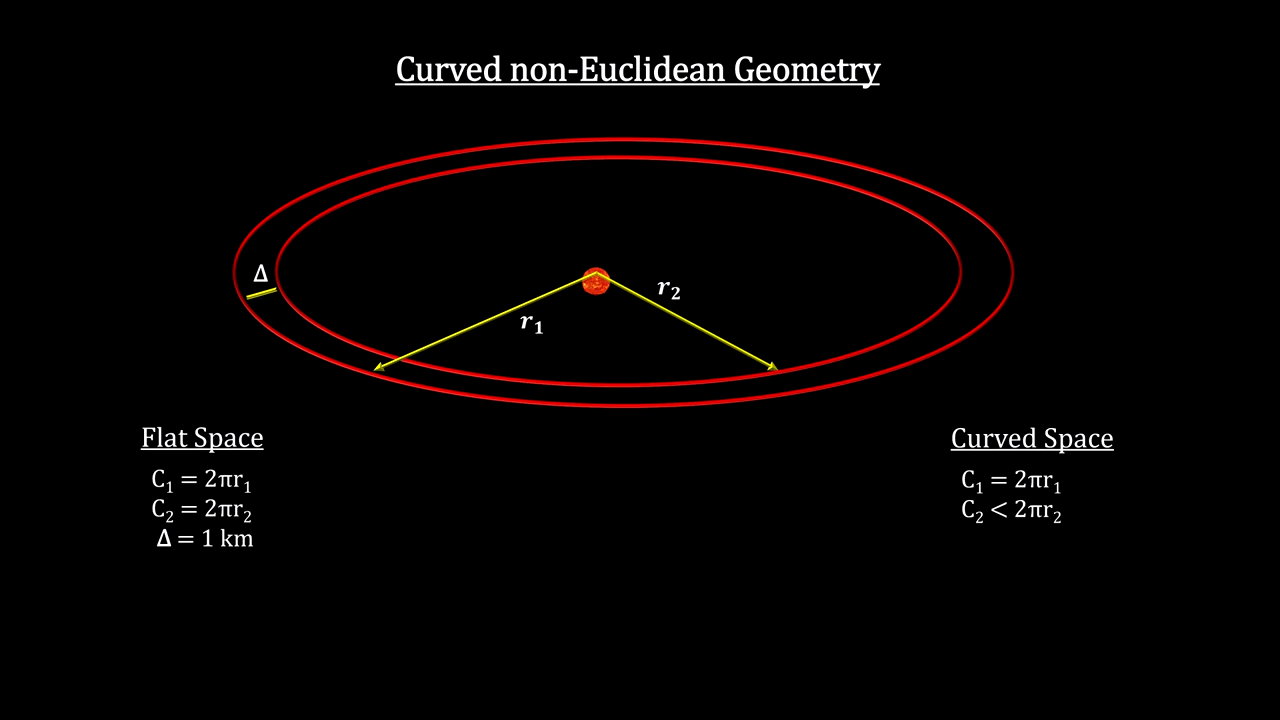 Curved non-Euclidean Geometry
Δ
r₂
r₁
Flat Space
C₁ = 2πr₁
C₂ = 2πr₂
Δ = 1 km
Curved Space
C₁ = 2πr₁
C₂ < 2πr₂